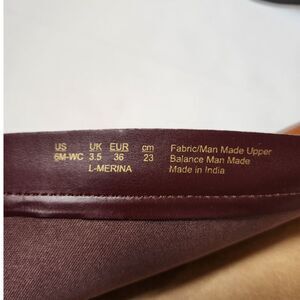 US UK EUR cm Fabric/Man Made Upper
6M-WC 3.5 36 23 Balance Man Made
L-MERINA Made in India